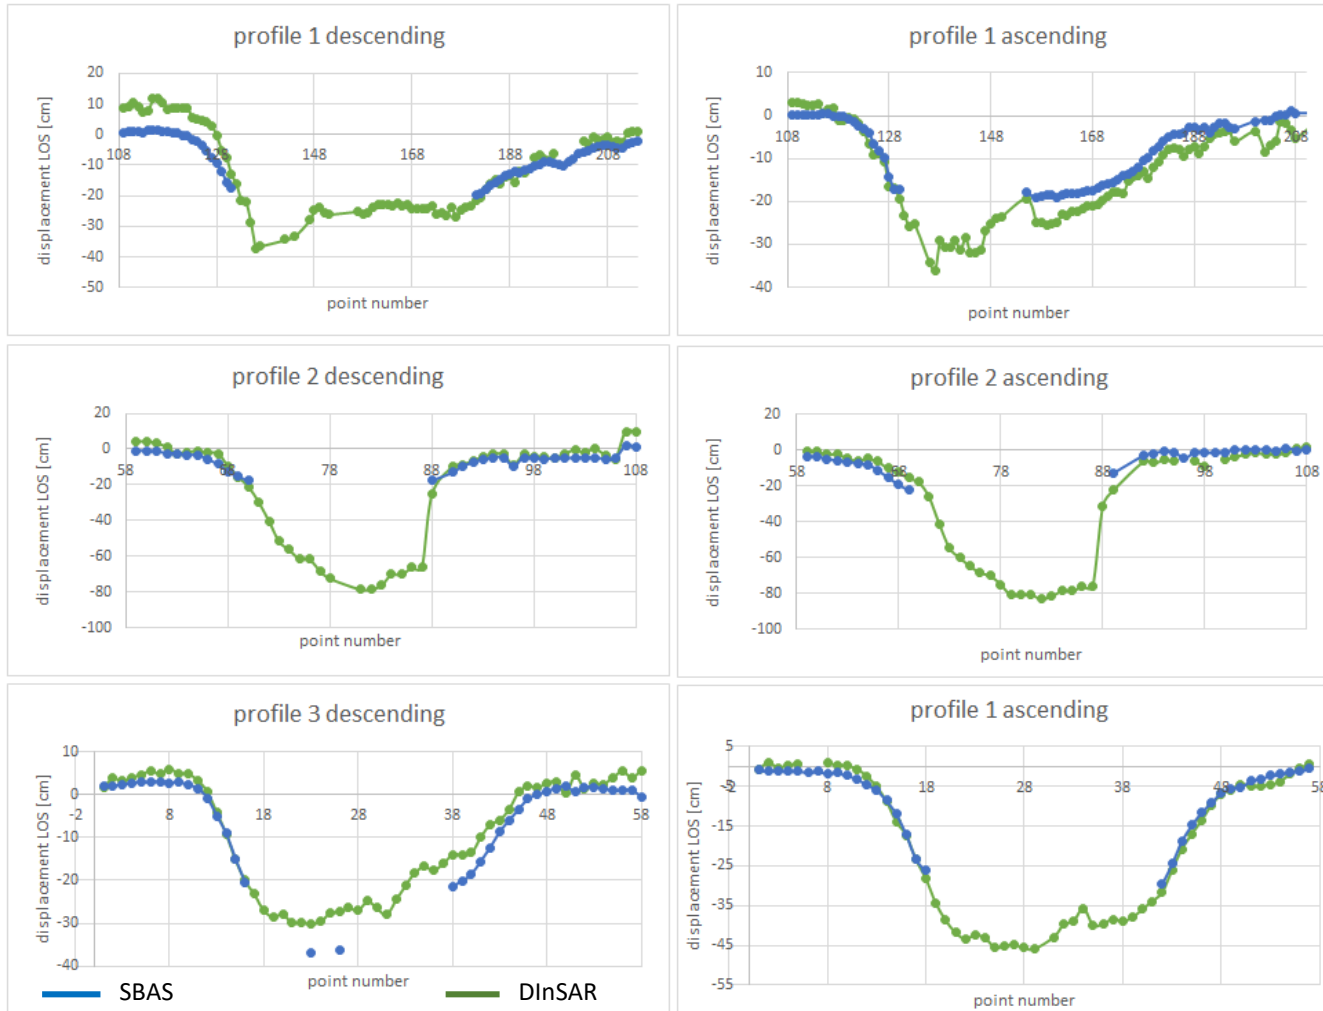 profile 1 descending
20
10
0
-10
-20
-30
-40
-50
108 128 148 168 188 208
displacement LOS [cm]
point number
profile 1 ascending
10
0
-10
-20
-30
-40
108 128 148 168 188 208
displacement LOS [cm]
point number
profile 2 descending
20
0
-20
-40
-60
-80
-100
58 68 78 88 98 108
displacement LOS [cm]
point number
profile 2 ascending
20
0
-20
-40
-60
-80
-100
58 68 78 88 98 108
displacement LOS [cm]
point number
profile 3 descending
10
0
-10
-20
-30
-40
-2 8 18 28 38 48 58
displacement LOS [cm]
point number
profile 1 ascending
5
-5
-15
-25
-35
-45
-55
-2 8 18 28 38 48 58
displacement LOS [cm]
point number
SBAS DInSAR